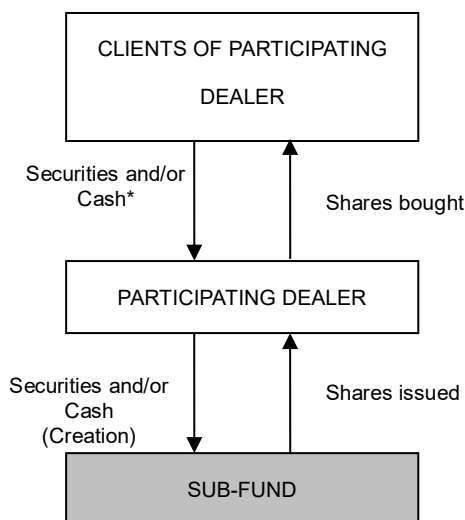 CLIENTS OF PARTICIPATING
DEALER
Securities and/or
Cash*
Shares bought
PARTICIPATING DEALER
Securities and/or
Cash
(Creation)
Shares issued
SUB-FUND